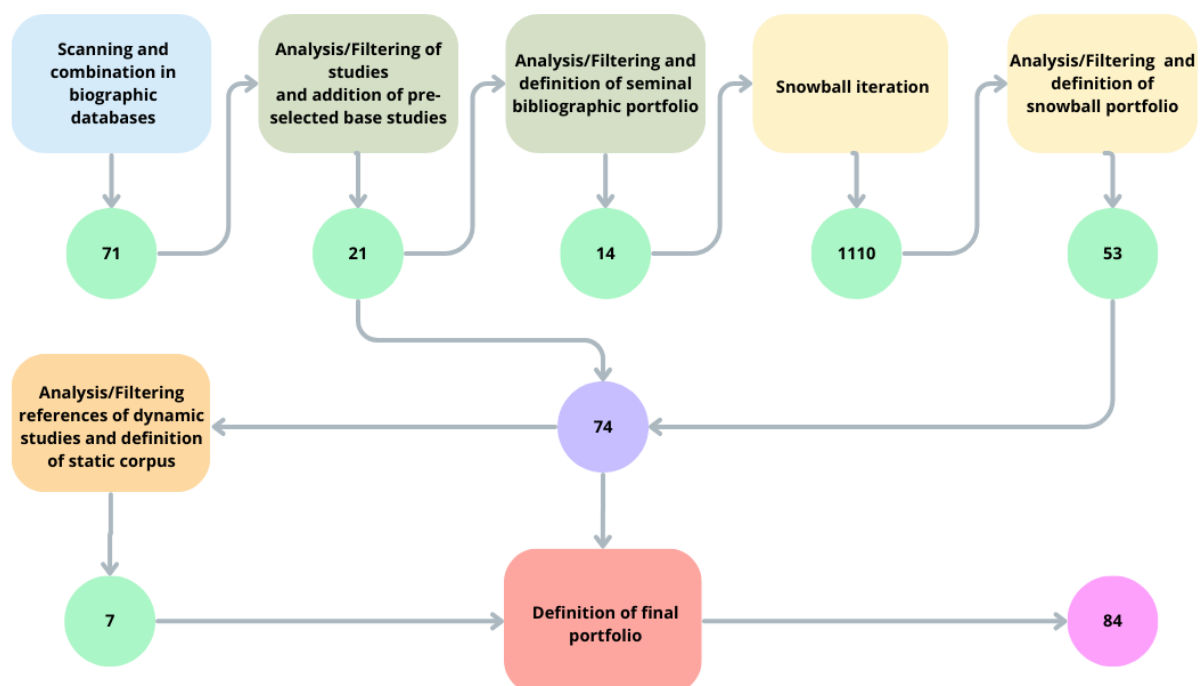 Scanning and
combination in
biographic
databases
Analysis/Filtering of
studies
and addition of pre-
selected base studies
Analysis/Filtering and
definition of seminal
bibliographic portfolio
Snowball iteration
Analysis/Filtering and
definition of
snowball portfolio
71
21
14
1110
53
Analysis/Filtering
references of dynamic
studies and definition
of static corpus
74
7
Definition of final
portfolio
84